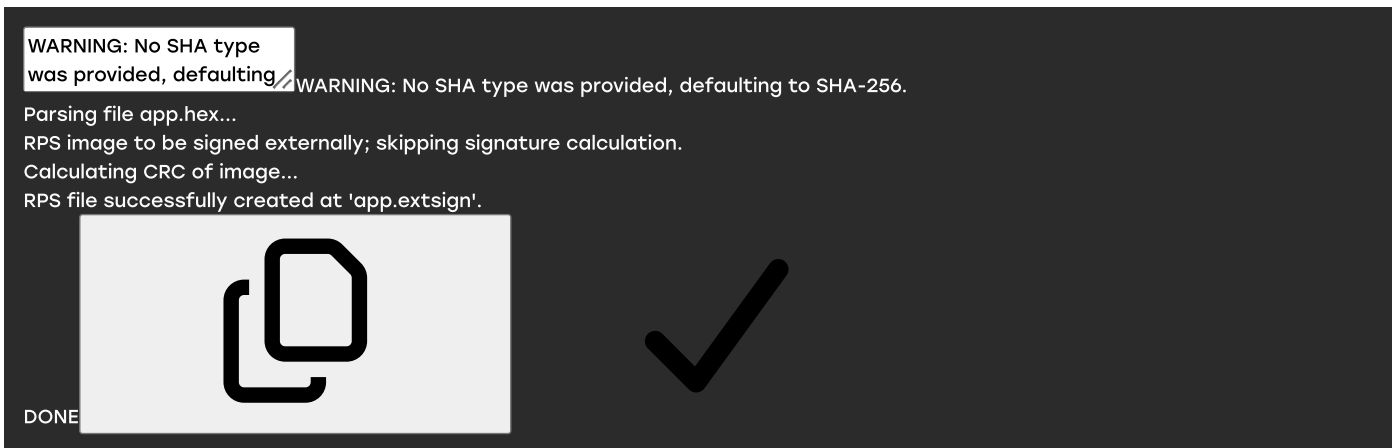 WARNING: No SHA type
was provided, defaulting
WARNING: No SHA type was provided, defaulting to SHA-256.
Parsing file app.hex...
RPS image to be signed externally; skipping signature calculation.
Calculating CRC of image...
RPS file successfully created at 'app.extsign'.
DONE